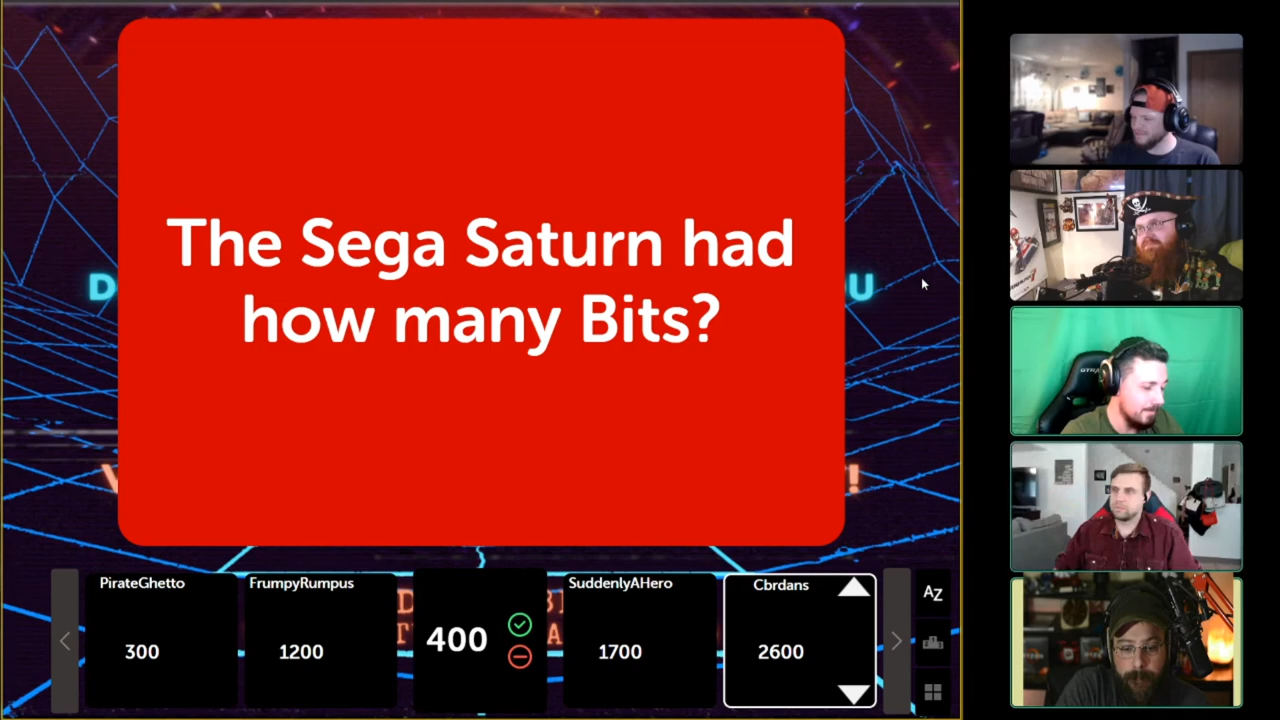 The Sega Saturn had
how many Bits?
D
U
!
PirateGhetto
FrumpyRumpus
SuddenlyAHero
Cbrdans
300
1200
400
1700
2600
AZ